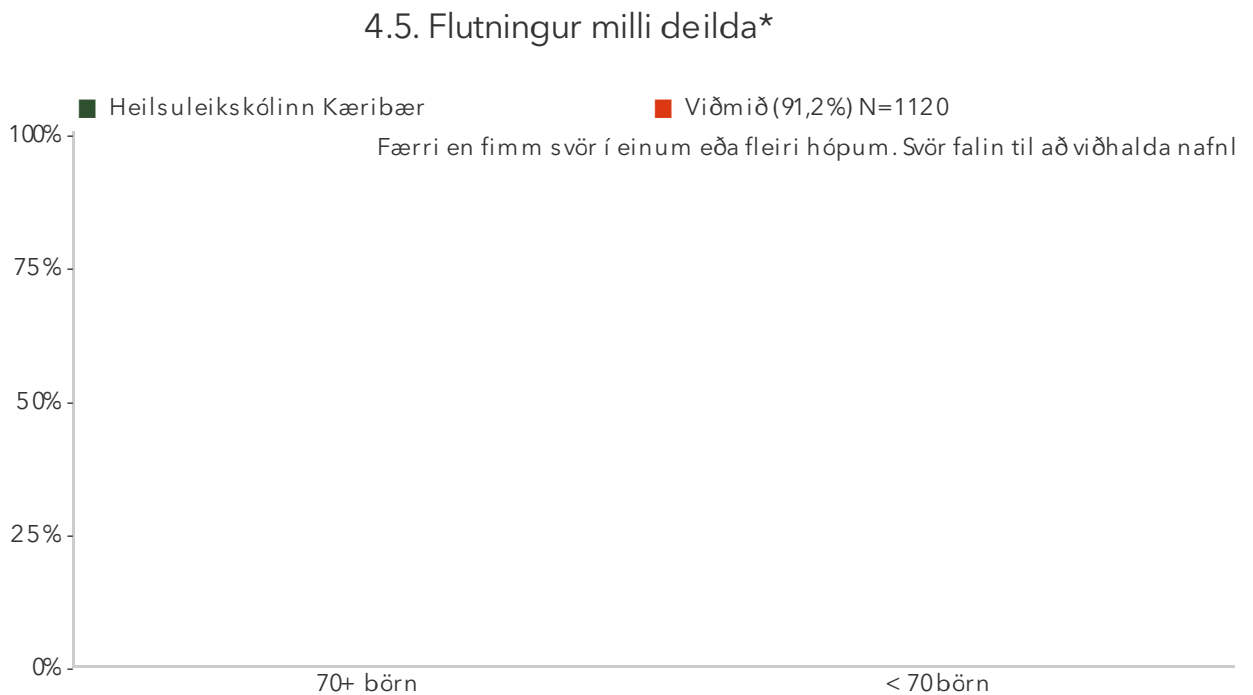 4.5. Flutningur milli deilda*
Heilsuleikskólinn Kæribær
Viðmið (91,2%) N=1120
100%
Færri en fimm svör í einum eða fleiri hópum. Svör falin til að viðhalda nafnl
75%
50%
25%
0%
70+ börn
< 70 börn